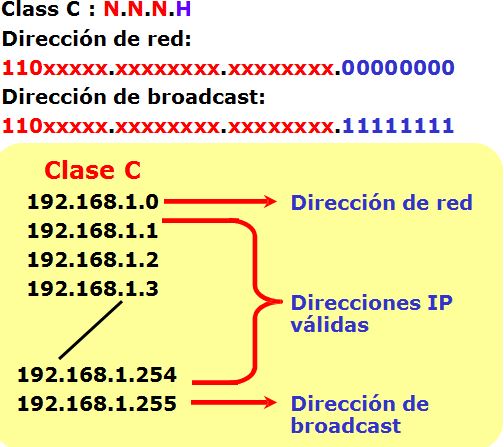 Class C : N.N.N.H
Dirección de red:
110xxxxx.xxxxxxxx.xxxxxxxx.00000000
Dirección de broadcast:
110xxxxx.xxxxxxxx.xxxxxxxx.11111111
Clase C
192.168.1.0 Dirección de red
192.168.1.1
192.168.1.2
192.168.1.3
Direcciones IP
válidas
192.168.1.254
192.168.1.255 Dirección de
broadcast